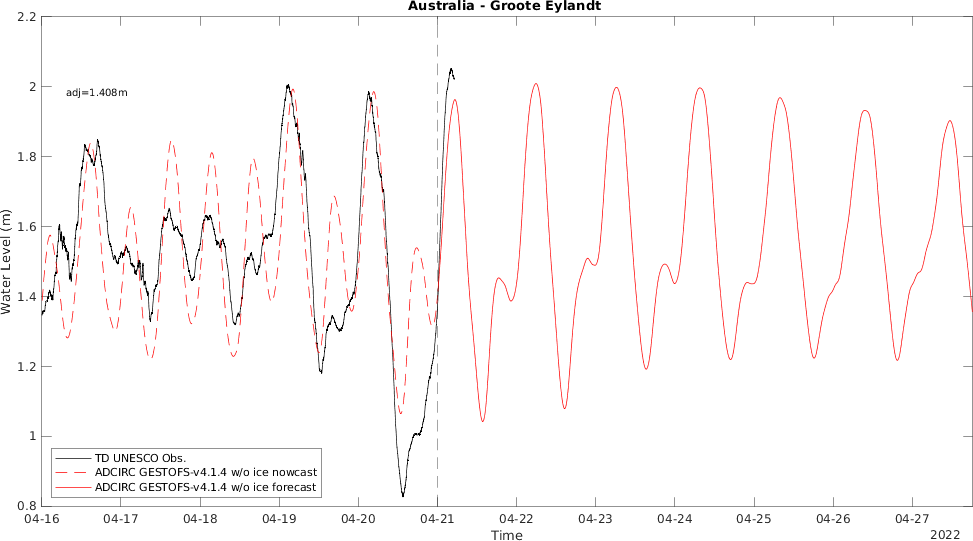 Australia - Groote Eylandt
2.2
2
1.8
1.6
1.4
1.2
1
0.8
Water Level (m)
adj=1.408m
TD UNESCO Obs.
ADCIRC GESTOFS-v4.1.4 w/o ice nowcast
ADCIRC GESTOFS-v4.1.4 w/o ice forecast
04-16 04-17 04-18 04-19 04-20 04-21 04-22 04-23 04-24 04-25 04-26 04-27
Time
2022